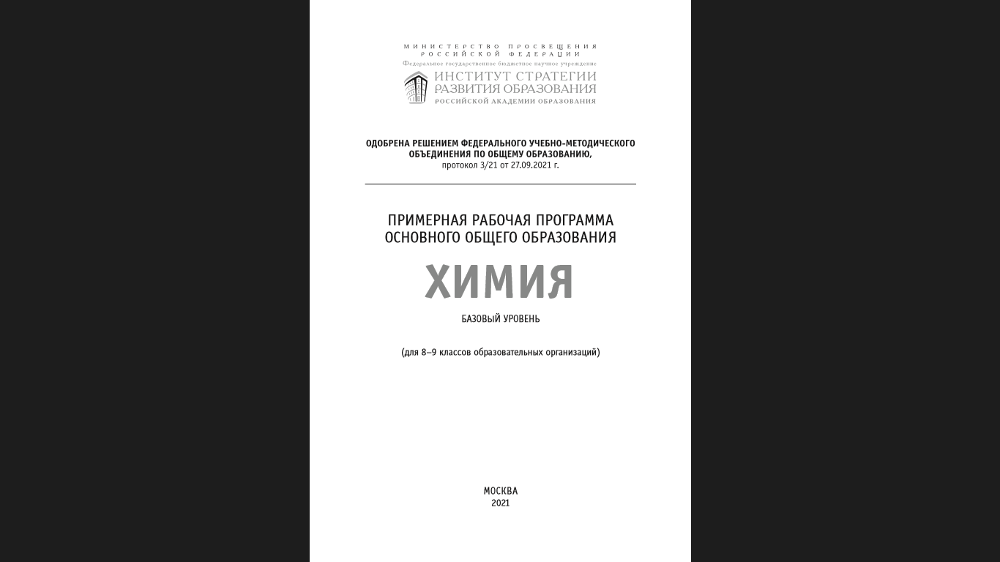 МИНИСТЕРСТВО ПРОСВЕЩЕНИЯ
РОССИЙСКОЙ ФЕДЕРАЦИИ
Федеральное государственное бюджетное научное учреждение
ИНСТИТУТ СТРАТЕГИИ
РАЗВИТИЯ ОБРАЗОВАНИЯ
РОССИЙСКОЙ АКАДЕМИИ ОБРАЗОВАНИЯ
ОДОБРЕНА РЕШЕНИЕМ ФЕДЕРАЛЬНОГО УЧЕБНО-МЕТОДИЧЕСКОГО
ОБЪЕДИНЕНИЯ ПО ОБЩЕМУ ОБРАЗОВАНИЮ,
протокол 3/21 от 27.09.2021 г.
ПРИМЕРНАЯ РАБОЧАЯ ПРОГРАММА
ОСНОВНОГО ОБЩЕГО ОБРАЗОВАНИЯ
ХИМИЯ
БАЗОВЫЙ УРОВЕНЬ
(для 8–9 классов образовательных организаций)
МОСКВА
2021